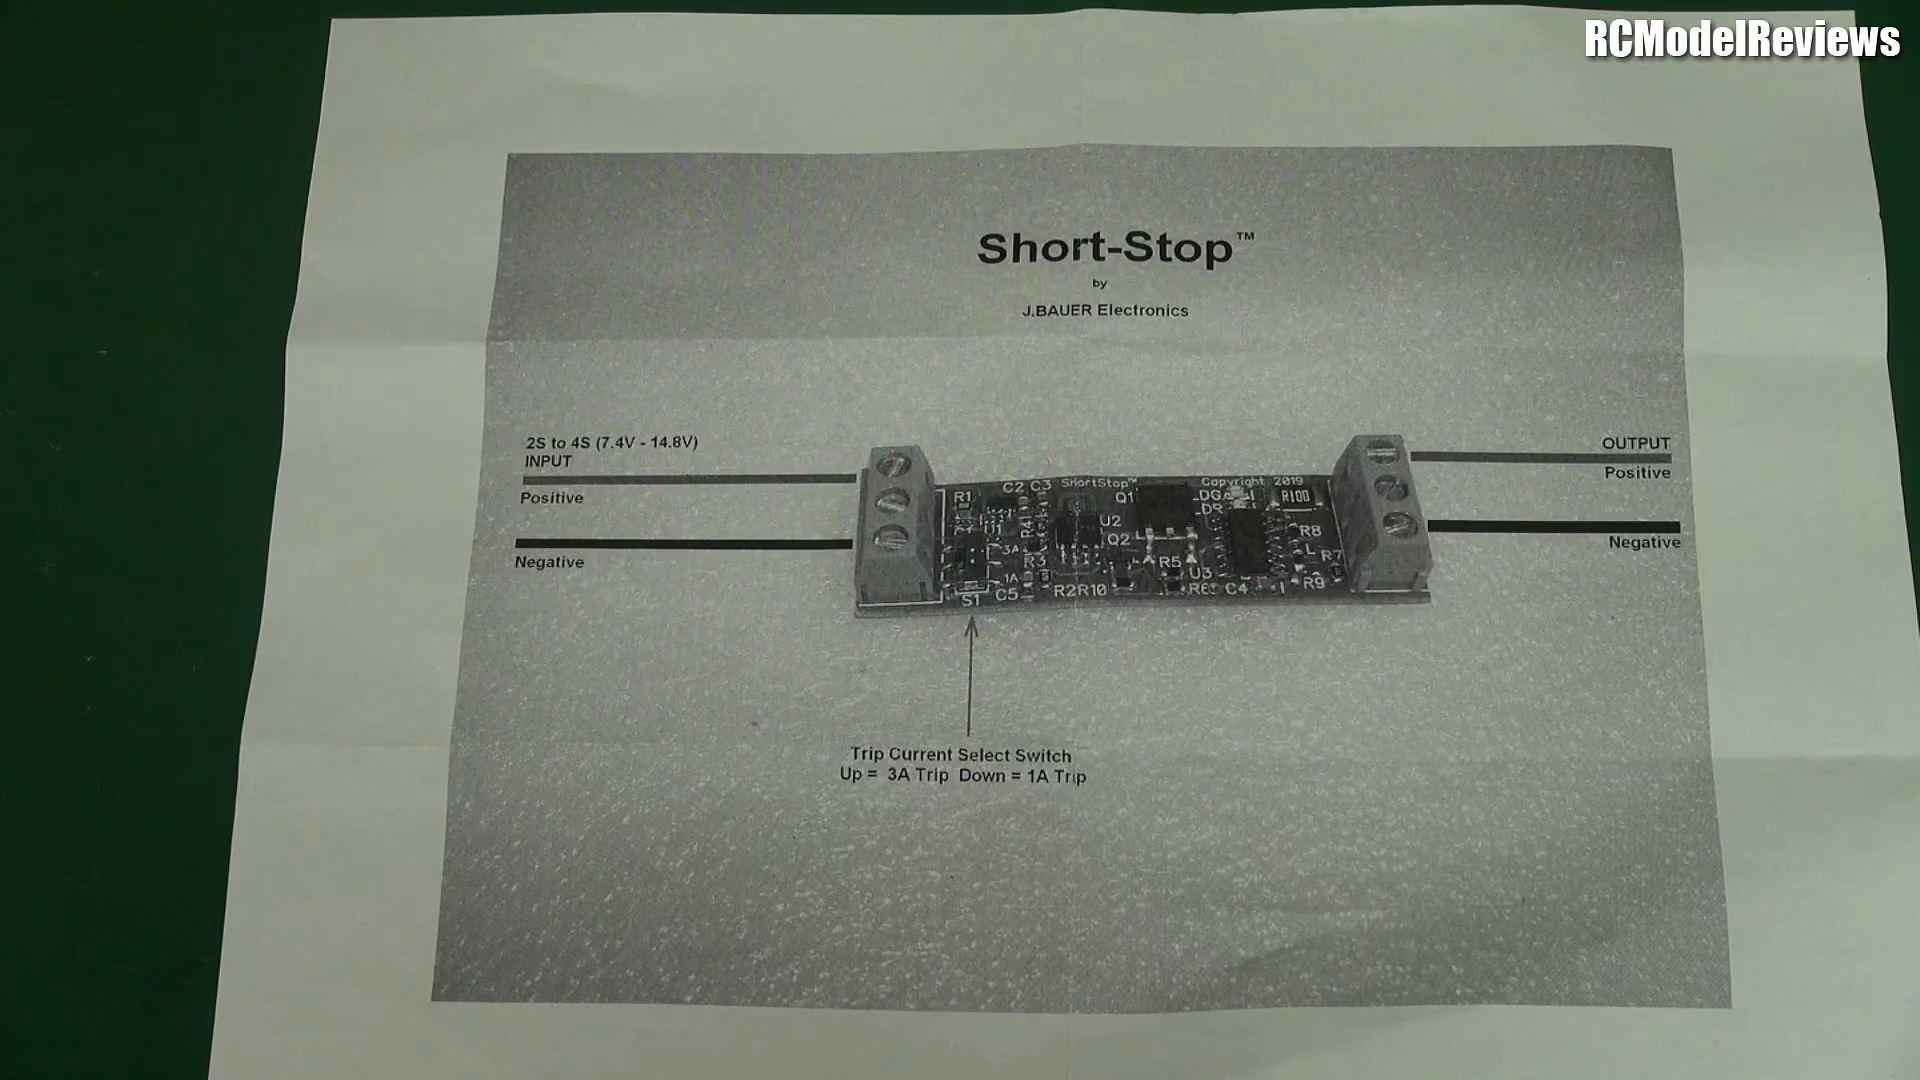 RCModelReviews
Short-Stop™
by
J.BAUER Electronics
2S to 4S (7.4V - 14.8V)
INPUT
Positive
Negative
OUTPUT
Positive
Negative
R1
C2 C3
ShortStop™
Q1
Copyright 2019
R100
U2
Q2
R4
3A
R3
1A
S1
C5
R2R10
R5
U3
C4
R8
R7
R9
Trip Current Select Switch
Up = 3A Trip Down = 1A Trip